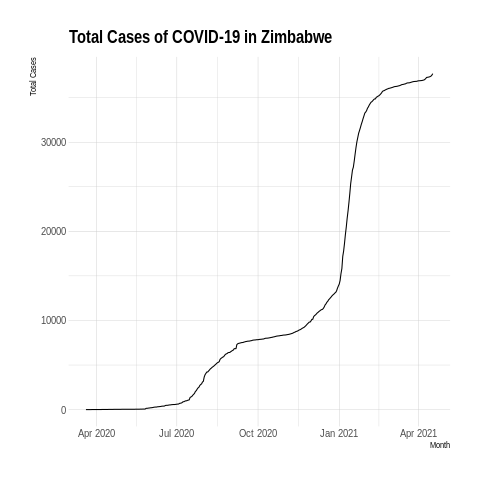 Total Cases of COVID-19 in Zimbabwe
Total Cases
30000
20000
10000
0
Apr 2020 Jul 2020 Oct 2020 Jan 2021 Apr 2021
Month